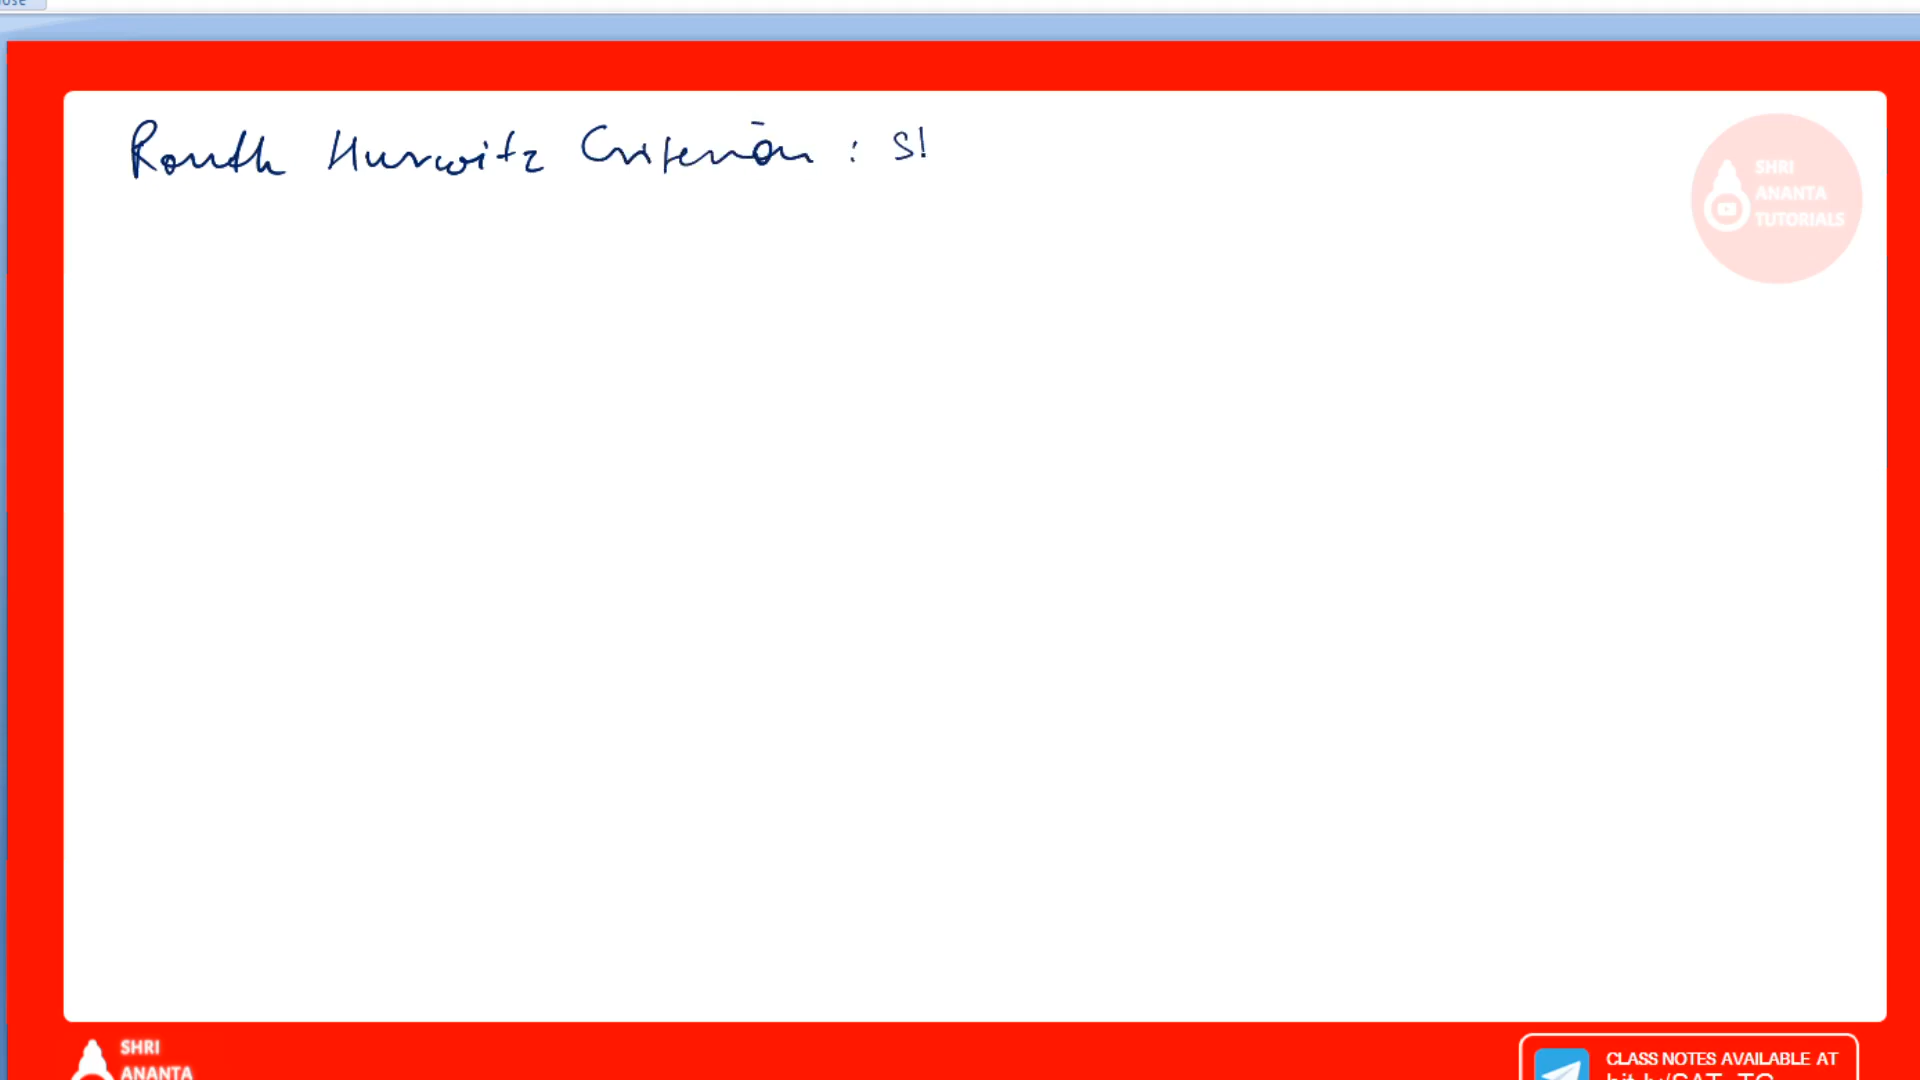 Routh Hurwitz Criterion :
SHRI
ANANTA
TUTORIALS
SHRI
ANANTA
CLASS NOTES AVAILABLE AT